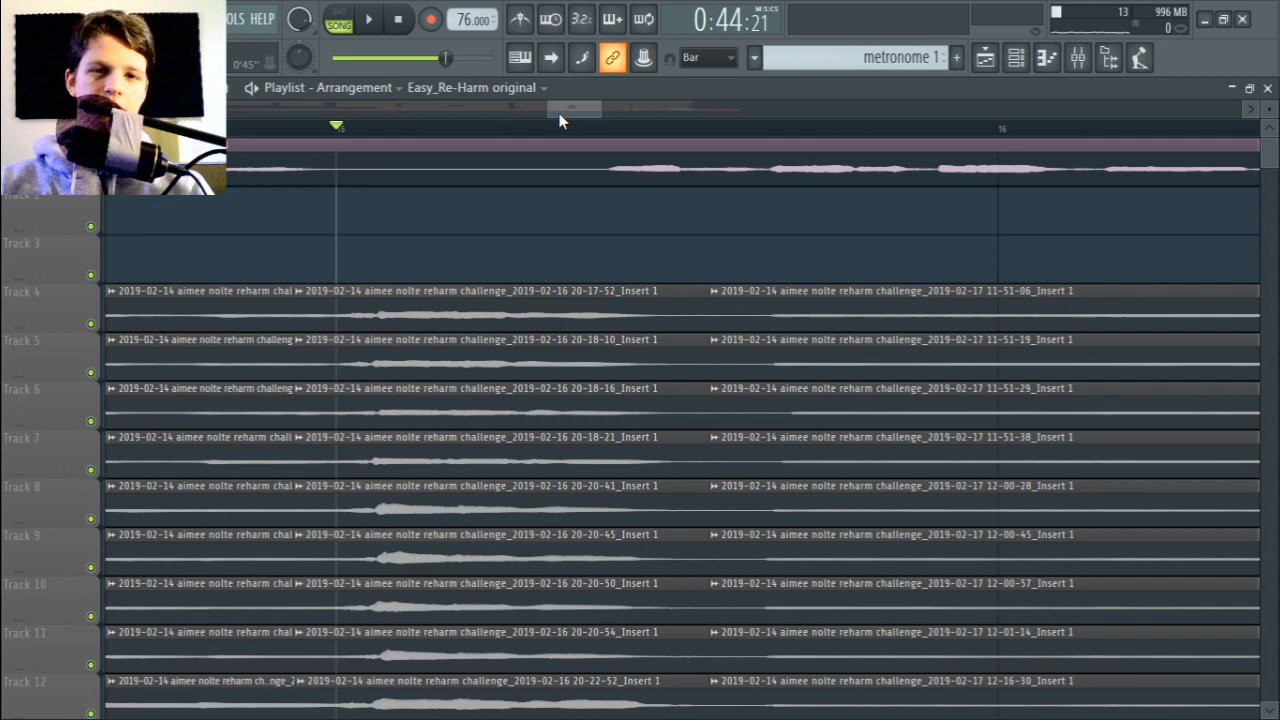 OLS HELP
PAT
SONG
76.000
3.2.
0:44:21
M:S:CS
13
996 MB
0
0'45"
Bar
metronome 1
Playlist - Arrangement
Easy_Re-Harm original
15
16
Track 2
Track 3
Track 4
2019-02-14 aimee nolte reharm chal
2019-02-14 aimee nolte reharm challenge_2019-02-16 20-17-52_Insert 1
2019-02-14 aimee nolte reharm challenge_2019-02-17 11-51-06_Insert 1
Track 5
2019-02-14 aimee nolte reharm challeng
2019-02-14 aimee nolte reharm challenge_2019-02-16 20-18-10_Insert 1
2019-02-14 aimee nolte reharm challenge_2019-02-17 11-51-19_Insert 1
Track 6
2019-02-14 aimee nolte reharm challeng
2019-02-14 aimee nolte reharm challenge_2019-02-16 20-18-16_Insert 1
2019-02-14 aimee nolte reharm challenge_2019-02-17 11-51-29_Insert 1
Track 7
2019-02-14 aimee nolte reharm chall
2019-02-14 aimee nolte reharm challenge_2019-02-16 20-18-21_Insert 1
2019-02-14 aimee nolte reharm challenge_2019-02-17 11-51-38_Insert 1
Track 8
2019-02-14 aimee nolte reharm chal
2019-02-14 aimee nolte reharm challenge_2019-02-16 20-20-41_Insert 1
2019-02-14 aimee nolte reharm challenge_2019-02-17 12-00-28_Insert 1
Track 9
2019-02-14 aimee nolte reharm chal
2019-02-14 aimee nolte reharm challenge_2019-02-16 20-20-45_Insert 1
2019-02-14 aimee nolte reharm challenge_2019-02-17 12-00-45_Insert 1
Track 10
2019-02-14 aimee nolte reharm chal
2019-02-14 aimee nolte reharm challenge_2019-02-16 20-20-50_Insert 1
2019-02-14 aimee nolte reharm challenge_2019-02-17 12-00-57_Insert 1
Track 11
2019-02-14 aimee nolte reharm chal
2019-02-14 aimee nolte reharm challenge_2019-02-16 20-20-54_Insert 1
2019-02-14 aimee nolte reharm challenge_2019-02-17 12-01-14_Insert 1
Track 12
2019-02-14 aimee nolte reharm ch..nge_2
2019-02-14 aimee nolte reharm challenge_2019-02-16 20-22-52_Insert 1
2019-02-14 aimee nolte reharm challenge_2019-02-17 12-16-30_Insert 1